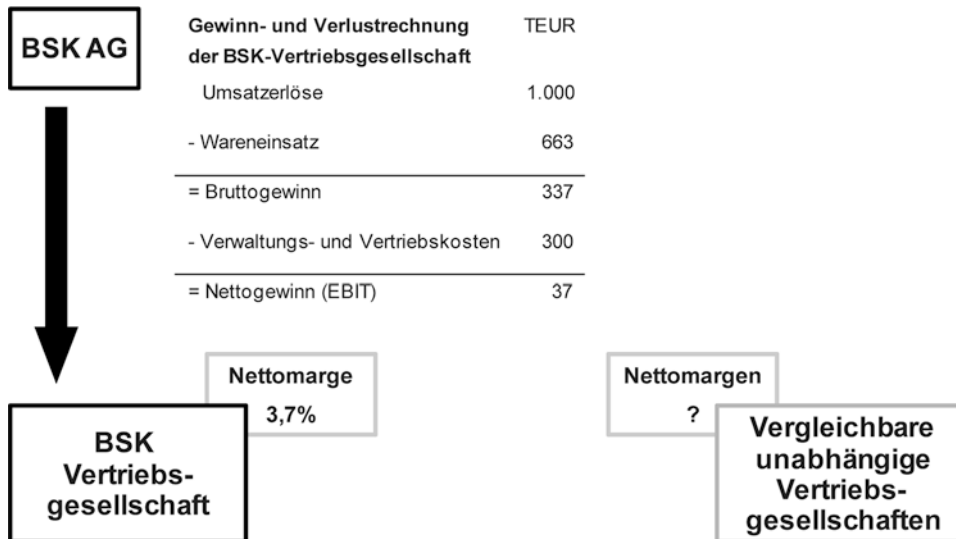 BSK AG
Gewinn- und Verlustrechnung TEUR
der BSK-Vertriebsgesellschaft
Umsatzerlöse 1.000
- Wareneinsatz 663
= Bruttogewinn 337
- Verwaltungs- und Vertriebskosten 300
= Nettogewinn (EBIT) 37
Nettomarge
3,7%
Nettomargen
?
BSK
Vertriebs-
gesellschaft
Vergleichbare
unabhängige
Vertriebs-
gesellschaften